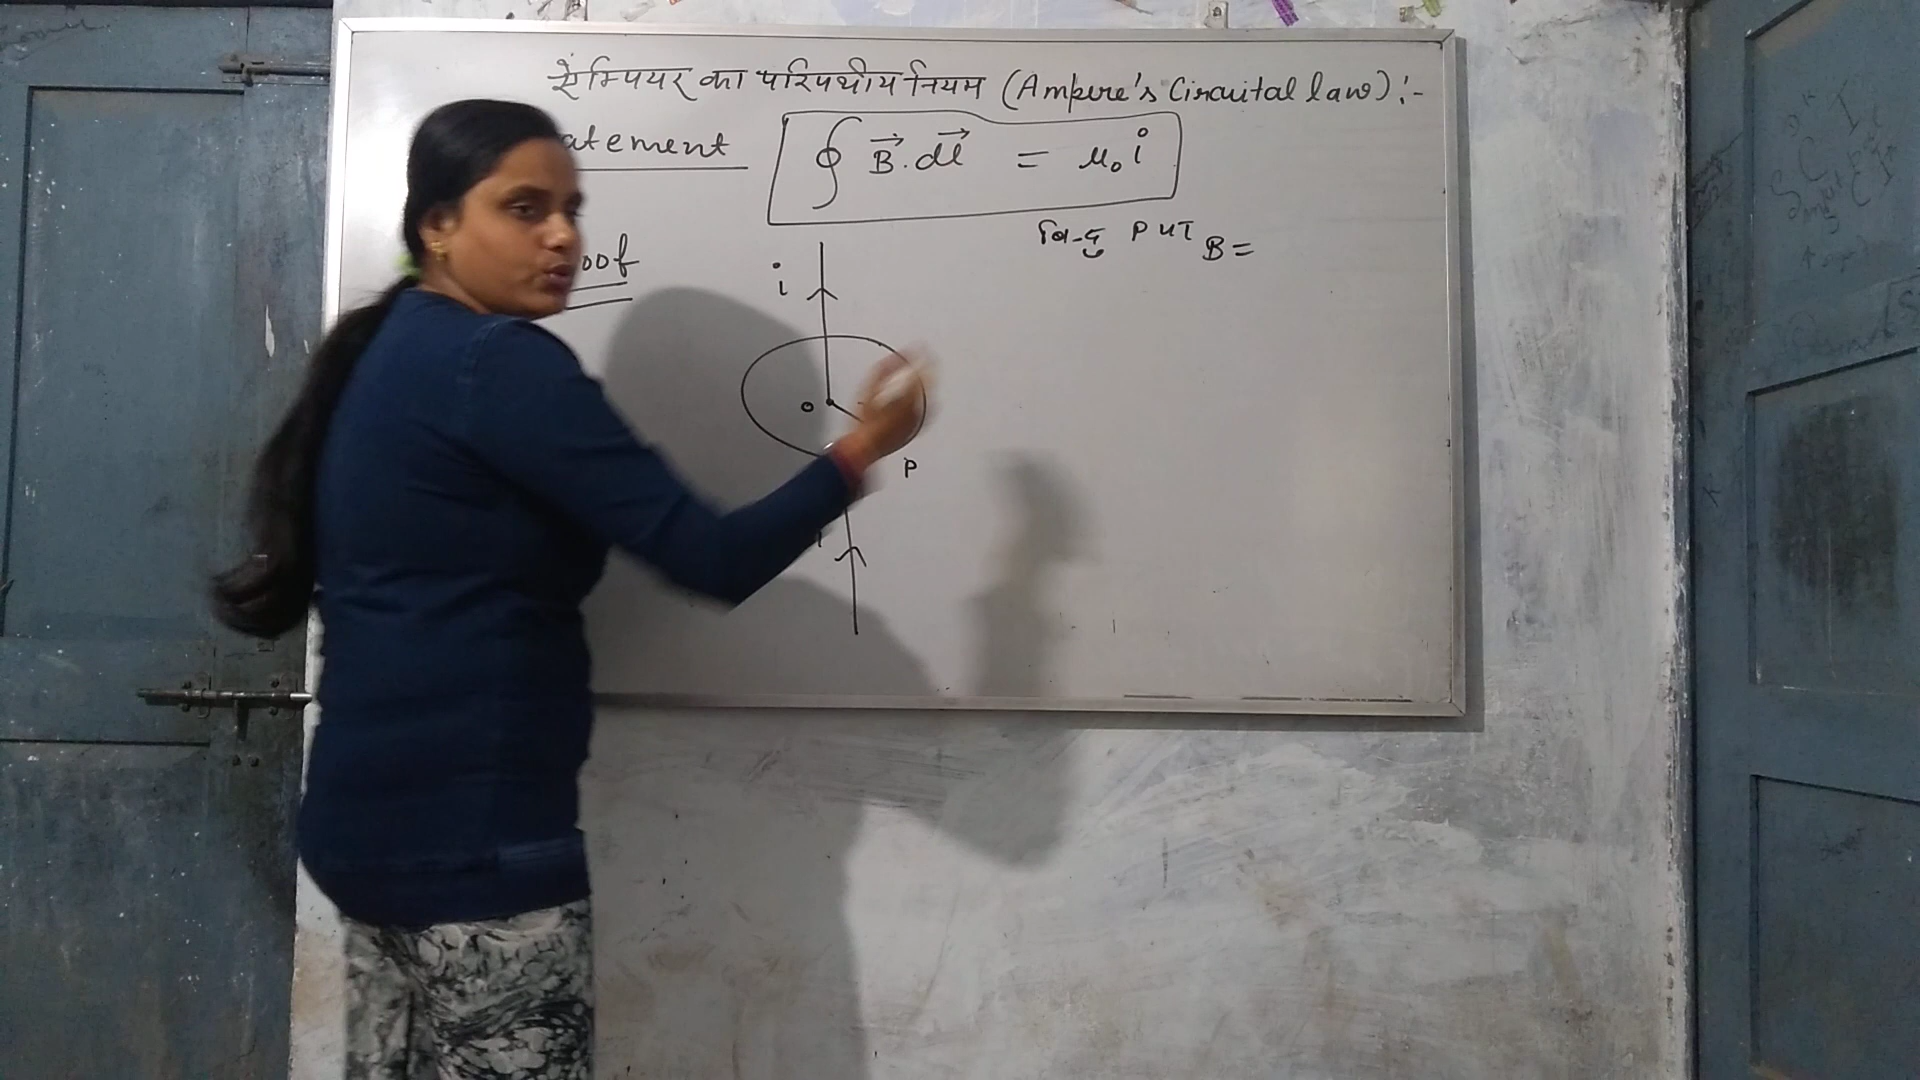 ऐम्पियर का परिपथीय नियम (Ampere's Circuital law) :-
atement
∮ B⃗.dl⃗ = μ₀i
oof
बिन्दु P पर B =
i
o
P